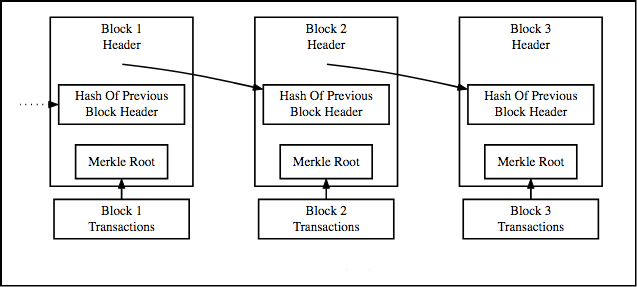 Block 1
Header
Hash Of Previous
Block Header
Merkle Root
Block 1
Transactions
Block 2
Header
Hash Of Previous
Block Header
Merkle Root
Block 2
Transactions
Block 3
Header
Hash Of Previous
Block Header
Merkle Root
Block 3
Transactions